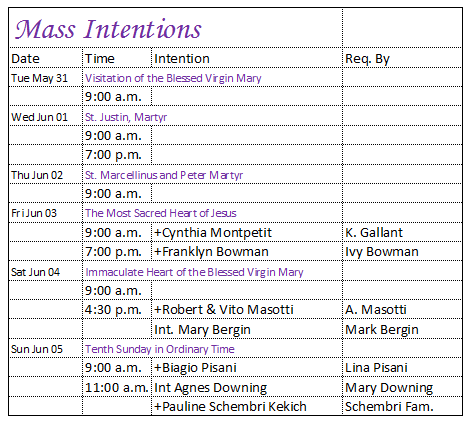 Mass Intentions
Date Time Intention Req. By
Tue May 31 Visitation of the Blessed Virgin Mary
9:00 a.m.
Wed Jun 01 St. Justin, Martyr
9:00 a.m.
7:00 p.m.
Thu Jun 02 St. Marcellinus and Peter Martyr
9:00 a.m.
Fri Jun 03 The Most Sacred Heart of Jesus
9:00 a.m. +Cynthia Montpetit K. Gallant
7:00 p.m. +Franklyn Bowman Ivy Bowman
Sat Jun 04 Immaculate Heart of the Blessed Virgin Mary
9:00 a.m.
4:30 p.m. +Robert & Vito Masotti A. Masotti
Int. Mary Bergin Mark Bergin
Sun Jun 05 Tenth Sunday in Ordinary Time
9:00 a.m. +Biagio Pisani Lina Pisani
11:00 a.m. Int Agnes Downing Mary Downing
+Pauline Schembri Kekich Schembri Fam.